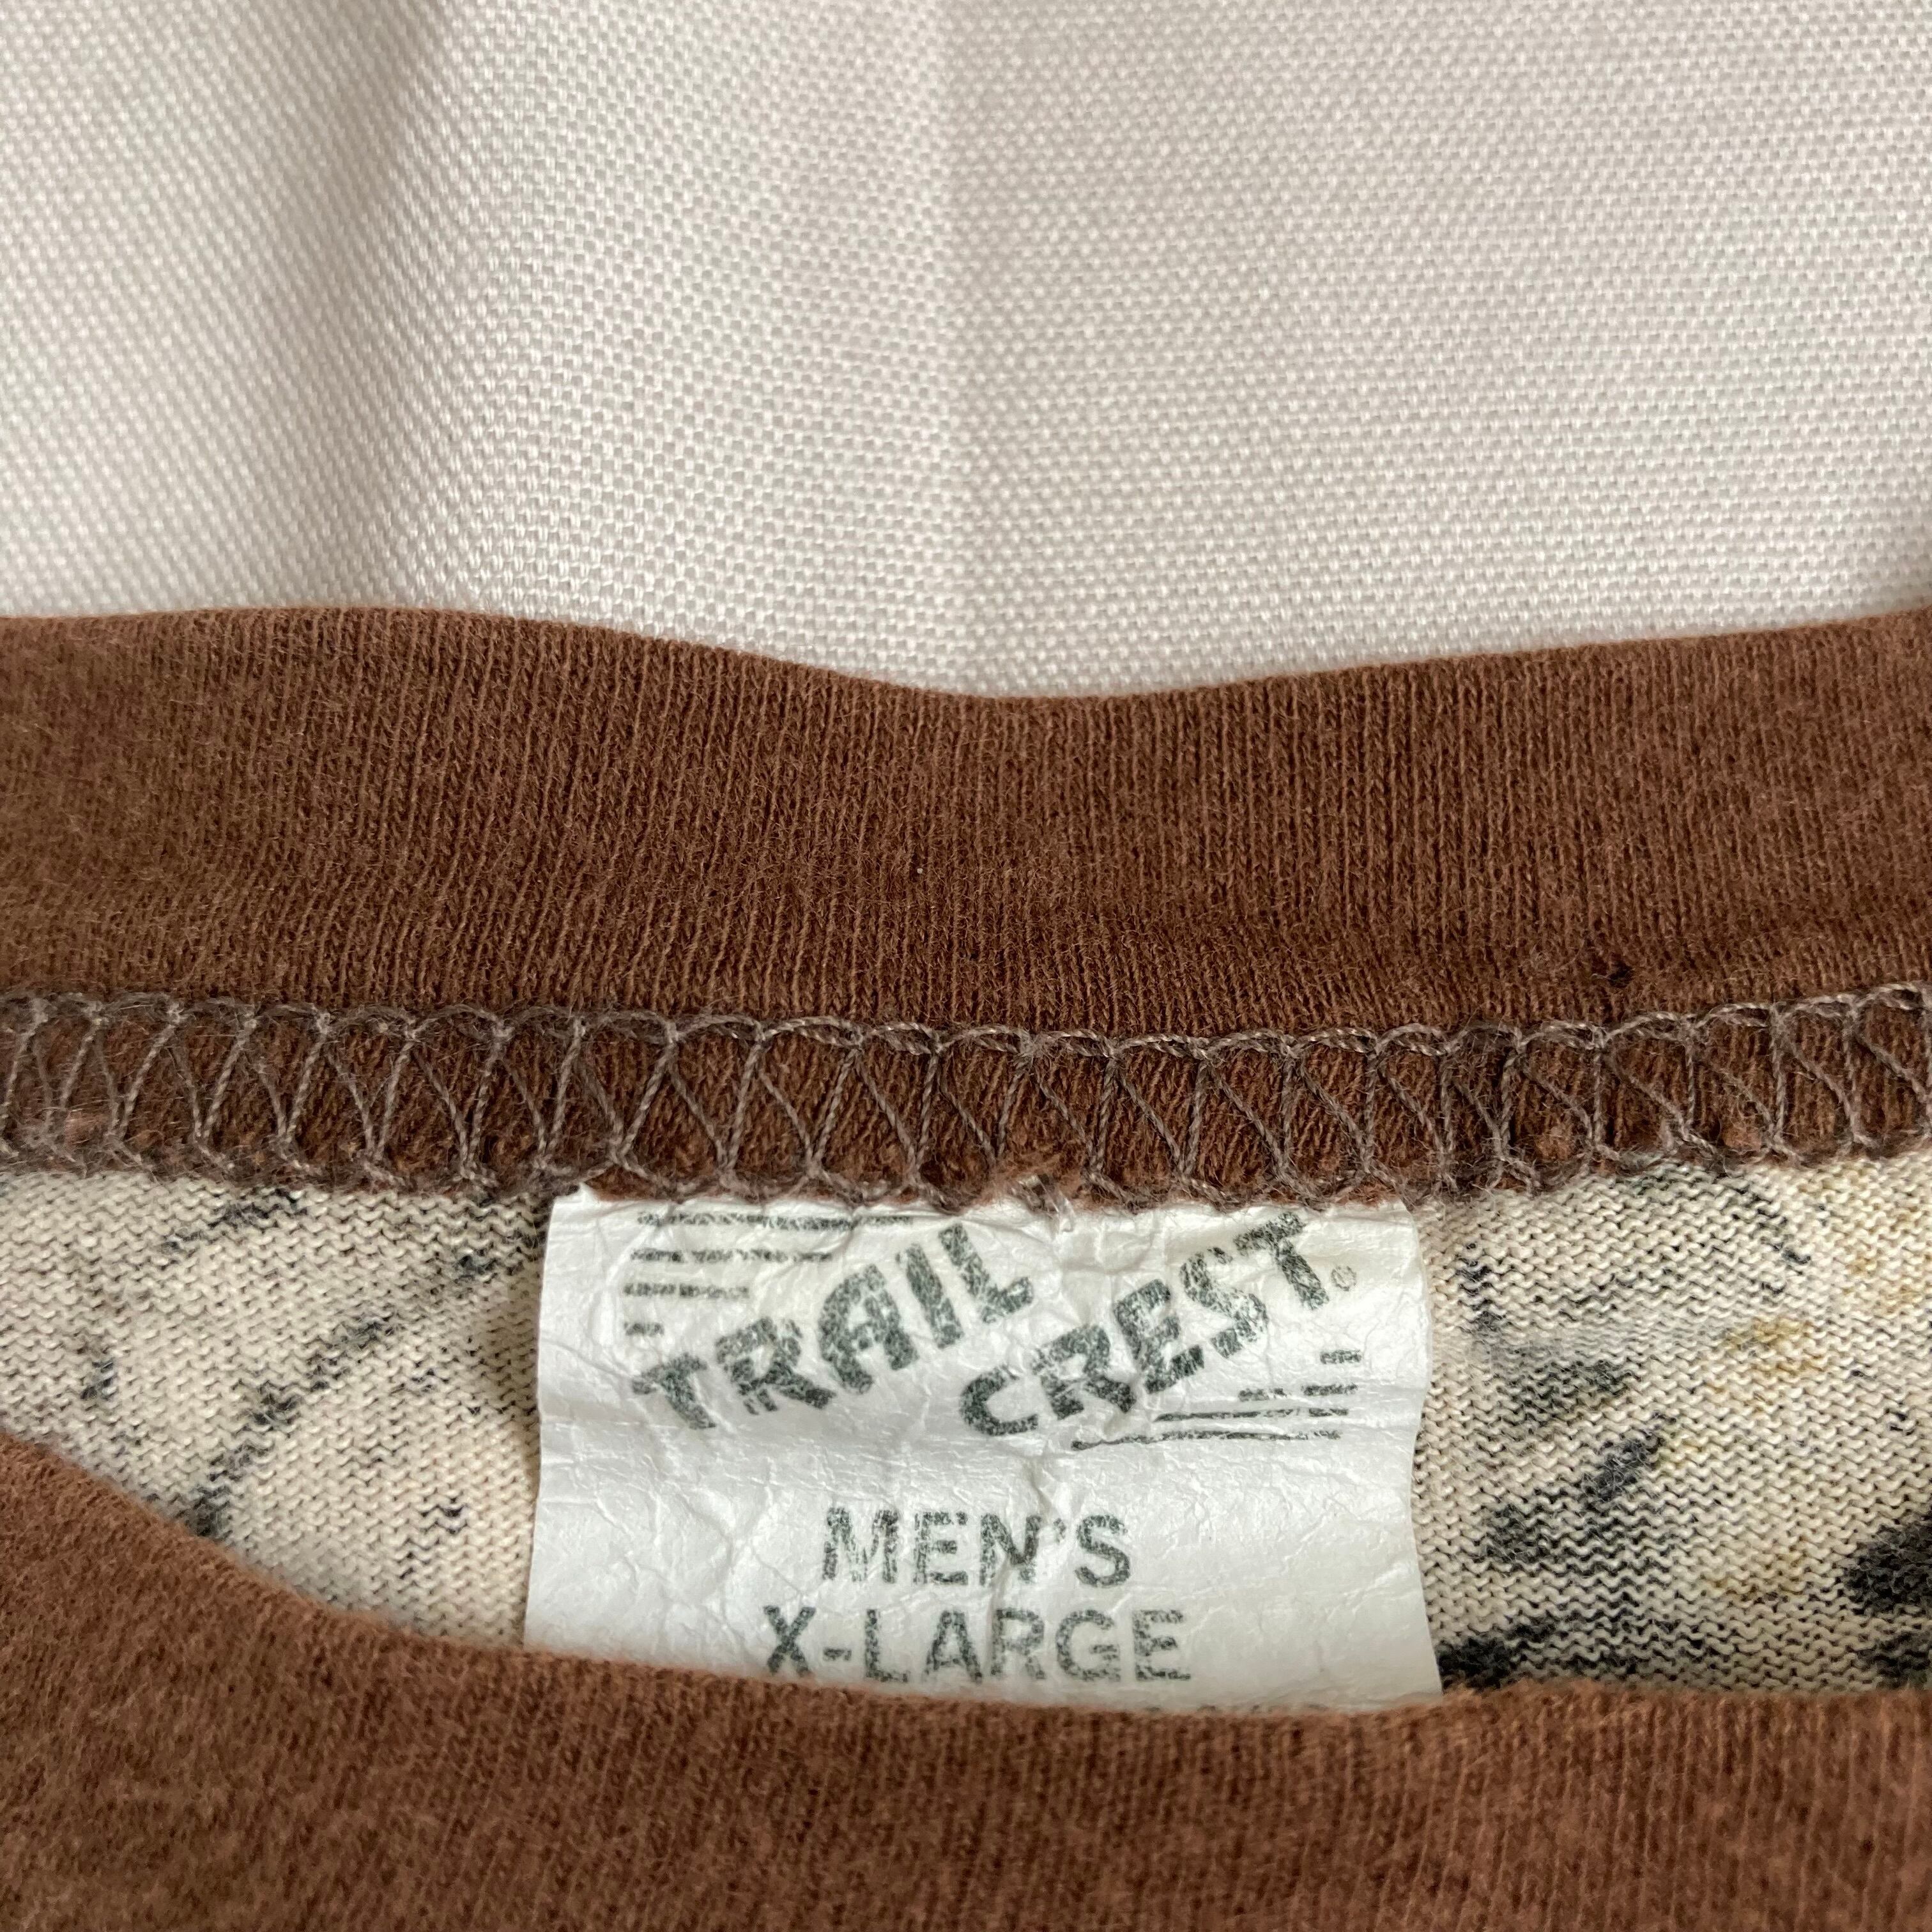 TRAIL
CREST®
MEN'S
X-LARGE